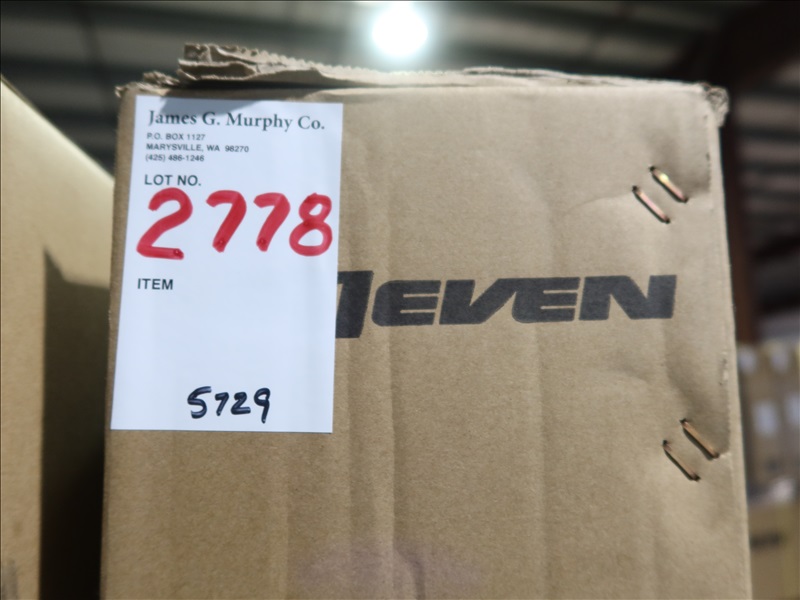 James G. Murphy Co.
P.O. BOX 1127
MARYSVILLE, WA 98270
(425) 486-1246
LOT NO.
2778
ITEM
5729
EVEN